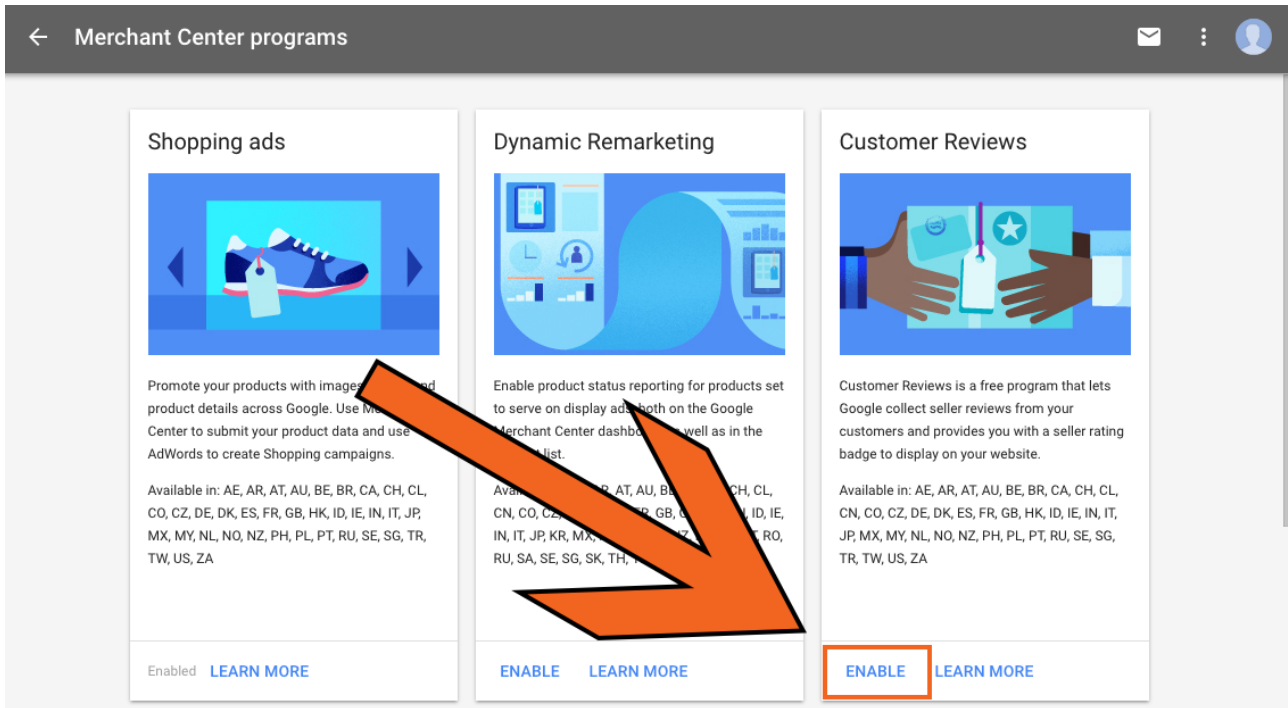 Merchant Center programs
Shopping ads
Promote your products with images
product details across Google. Use
Center to submit your product data and use
AdWords to create Shopping campaigns.
Available in: AE, AR, AT, AU, BE, BR, CA, CH, CL,
CO, CZ, DE, DK, ES, FR, GB, HK, ID, IE, IN, IT, JP,
MX, MY, NL, NO, NZ, PH, PL, PT, RU, SE, SG, TR,
TW, US, ZA
Enabled LEARN MORE
Dynamic Remarketing
Enable product status reporting for products set
to serve on display ads, both on the Google
Merchant Center well as in the
list.
AT, AU, CH, CL,
CN, CO, GB, ID, IE,
IN, IT, JP, KR, RO,
RU, SA, SE, SG, SK, TH,
ENABLE LEARN MORE
Customer Reviews
Customer Reviews is a free program that lets
Google collect seller reviews from your
customers and provides you with a seller rating
badge to display on your website.
Available in: AE, AR, AT, AU, BE, BR, CA, CH, CL,
CN, CO, CZ, DE, DK, ES, FR, GB, HK, ID, IE, IN, IT,
JP, MX, MY, NL, NO, NZ, PH, PL, PT, RU, SE, SG,
TR, TW, US, ZA
ENABLE LEARN MORE